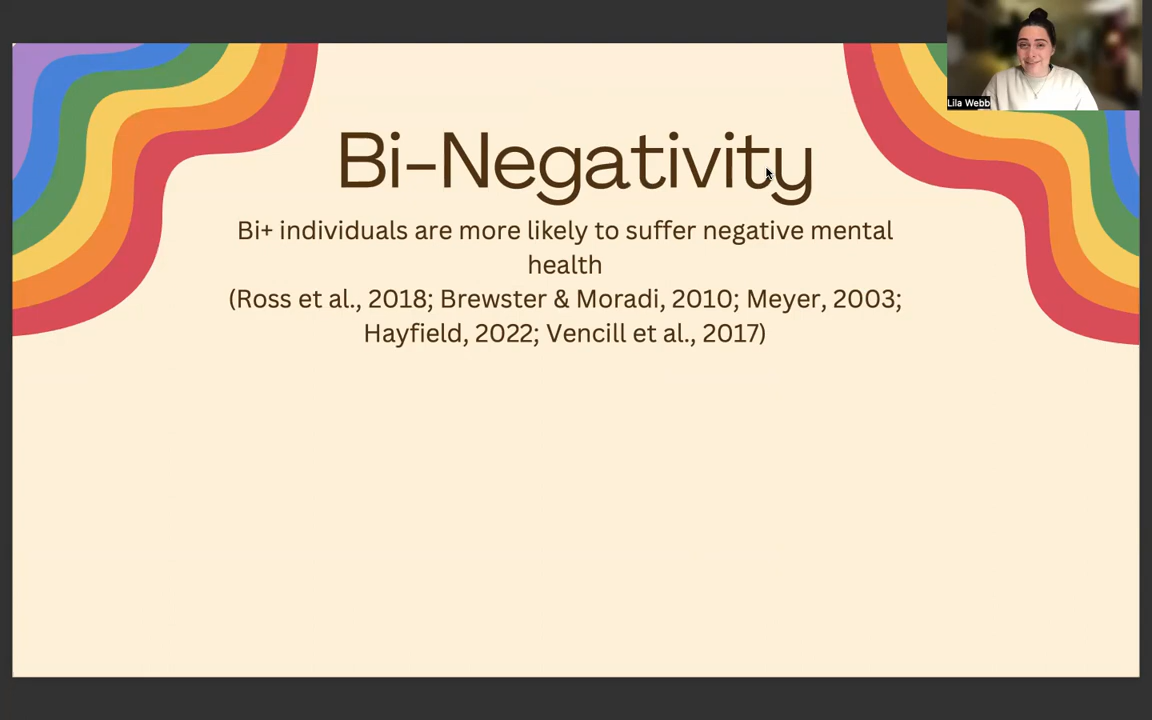 Lila Webb
Bi-Negativity
Bi+ individuals are more likely to suffer negative mental
health
(Ross et al., 2018; Brewster & Moradi, 2010; Meyer, 2003;
Hayfield, 2022; Vencill et al., 2017)